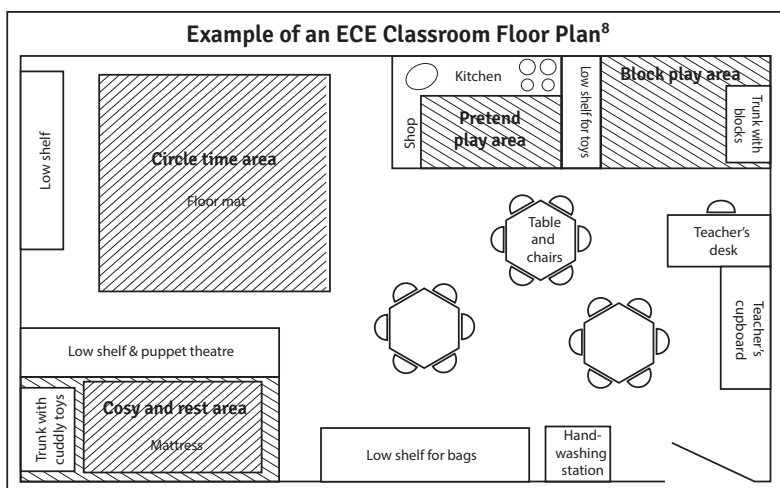 Example of an ECE Classroom Floor Plan⁸
Low shelf
Circle time area
Floor mat
Kitchen
Shop
Pretend
play area
Low shelf for toys
Block play area
Trunk with
blocks
Table
and
chairs
Teacher's
desk
Teacher's
cupboard
Low shelf & puppet theatre
Trunk with
cuddly toys
Cosy and rest area
Mattress
Low shelf for bags
Hand-
washing
station